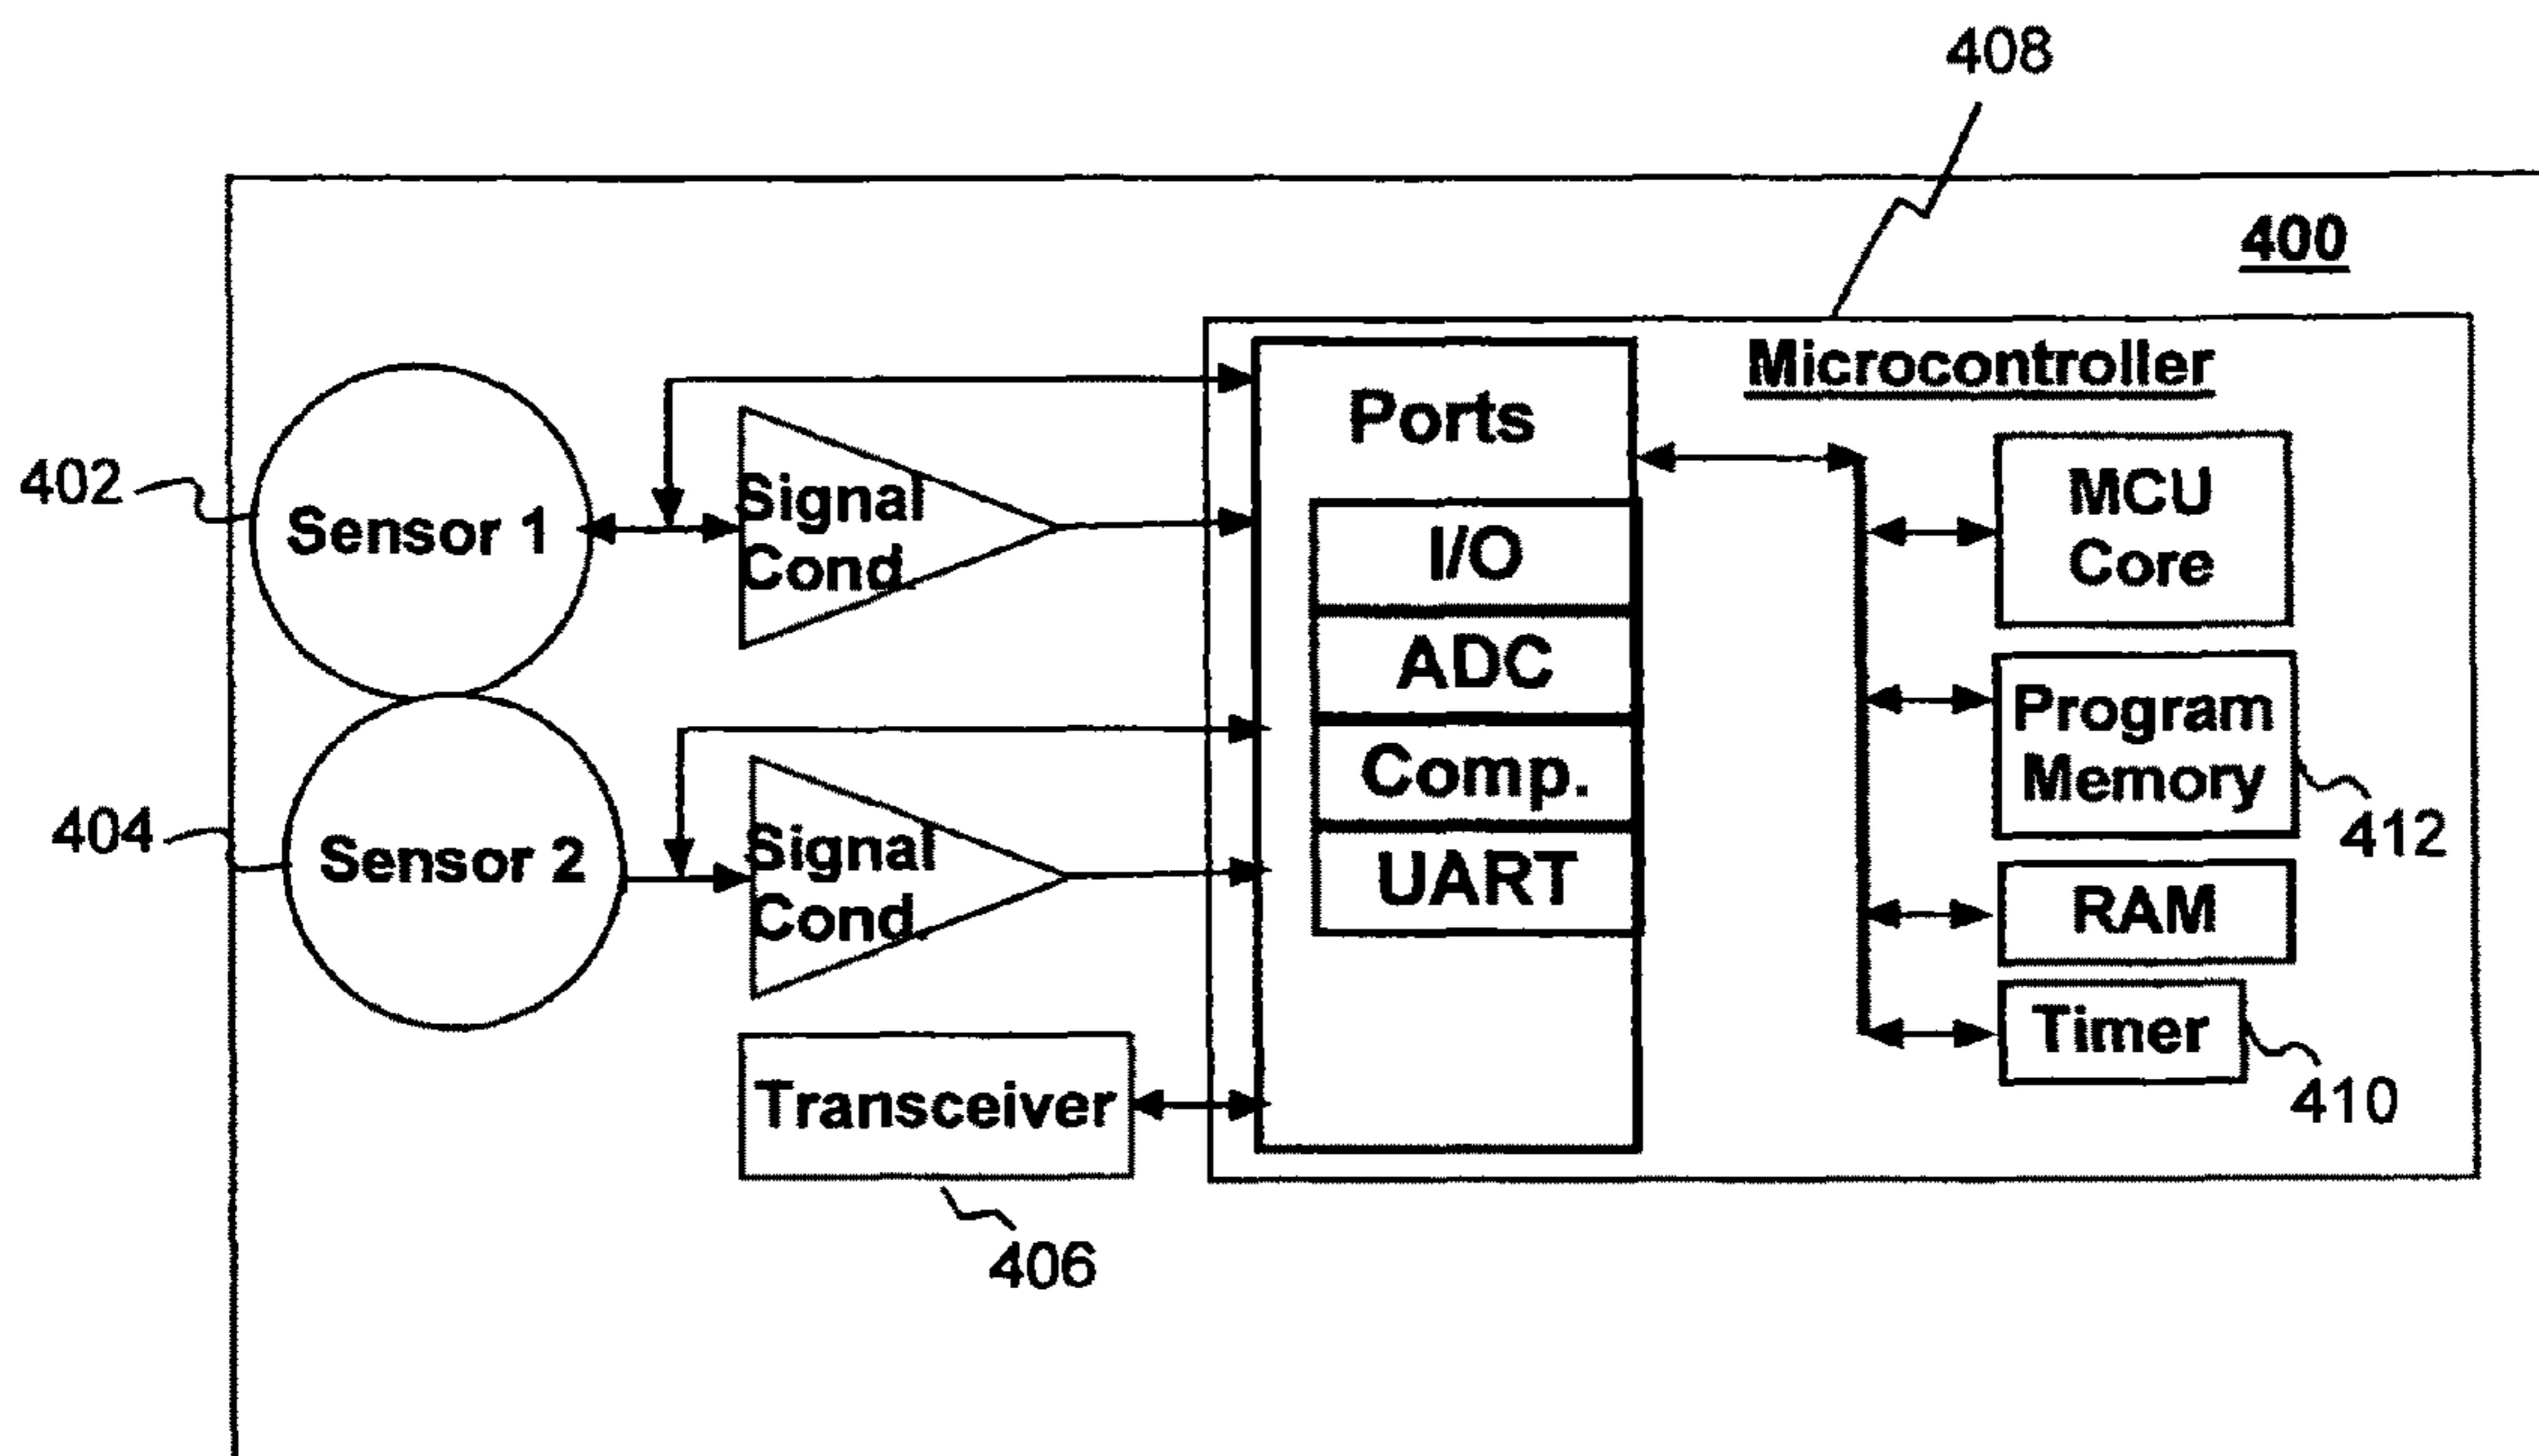 408
400
Microcontroller
Ports
402
Sensor 1
Signal
Cond.
I/O
ADC
Comp.
UART
MCU
Core
Program
Memory
412
RAM
Timer
410
404
Sensor 2
Signal
Cond.
Transceiver
406